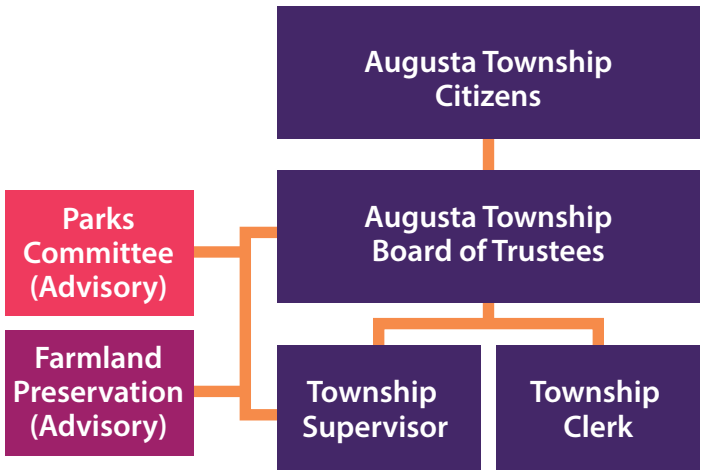 Augusta Township
Citizens
Augusta Township
Board of Trustees
Parks
Committee
(Advisory)
Farmland
Preservation
(Advisory)
Township
Supervisor
Township
Clerk